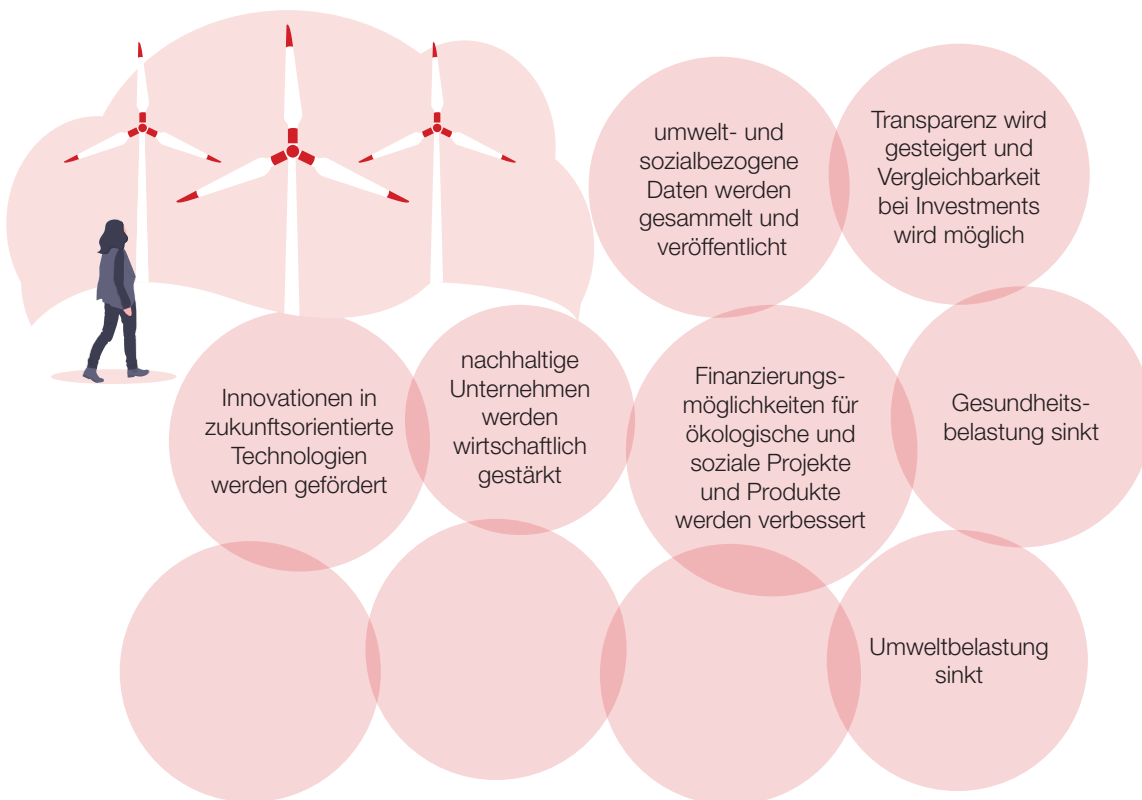 umwelt- und
sozialbezogene
Daten werden
gesammelt und
veröffentlicht
Transparenz wird
gesteigert und
Vergleichbarkeit
bei Investments
wird möglich
Innovationen in
zukunftsorientierte
Technologien
werden gefördert
nachhaltige
Unternehmen
werden
wirtschaftlich
gestärkt
Finanzierungs-
möglichkeiten für
ökologische und
soziale Projekte
und Produkte
werden verbessert
Gesundheits-
belastung sinkt
Umweltbelastung
sinkt